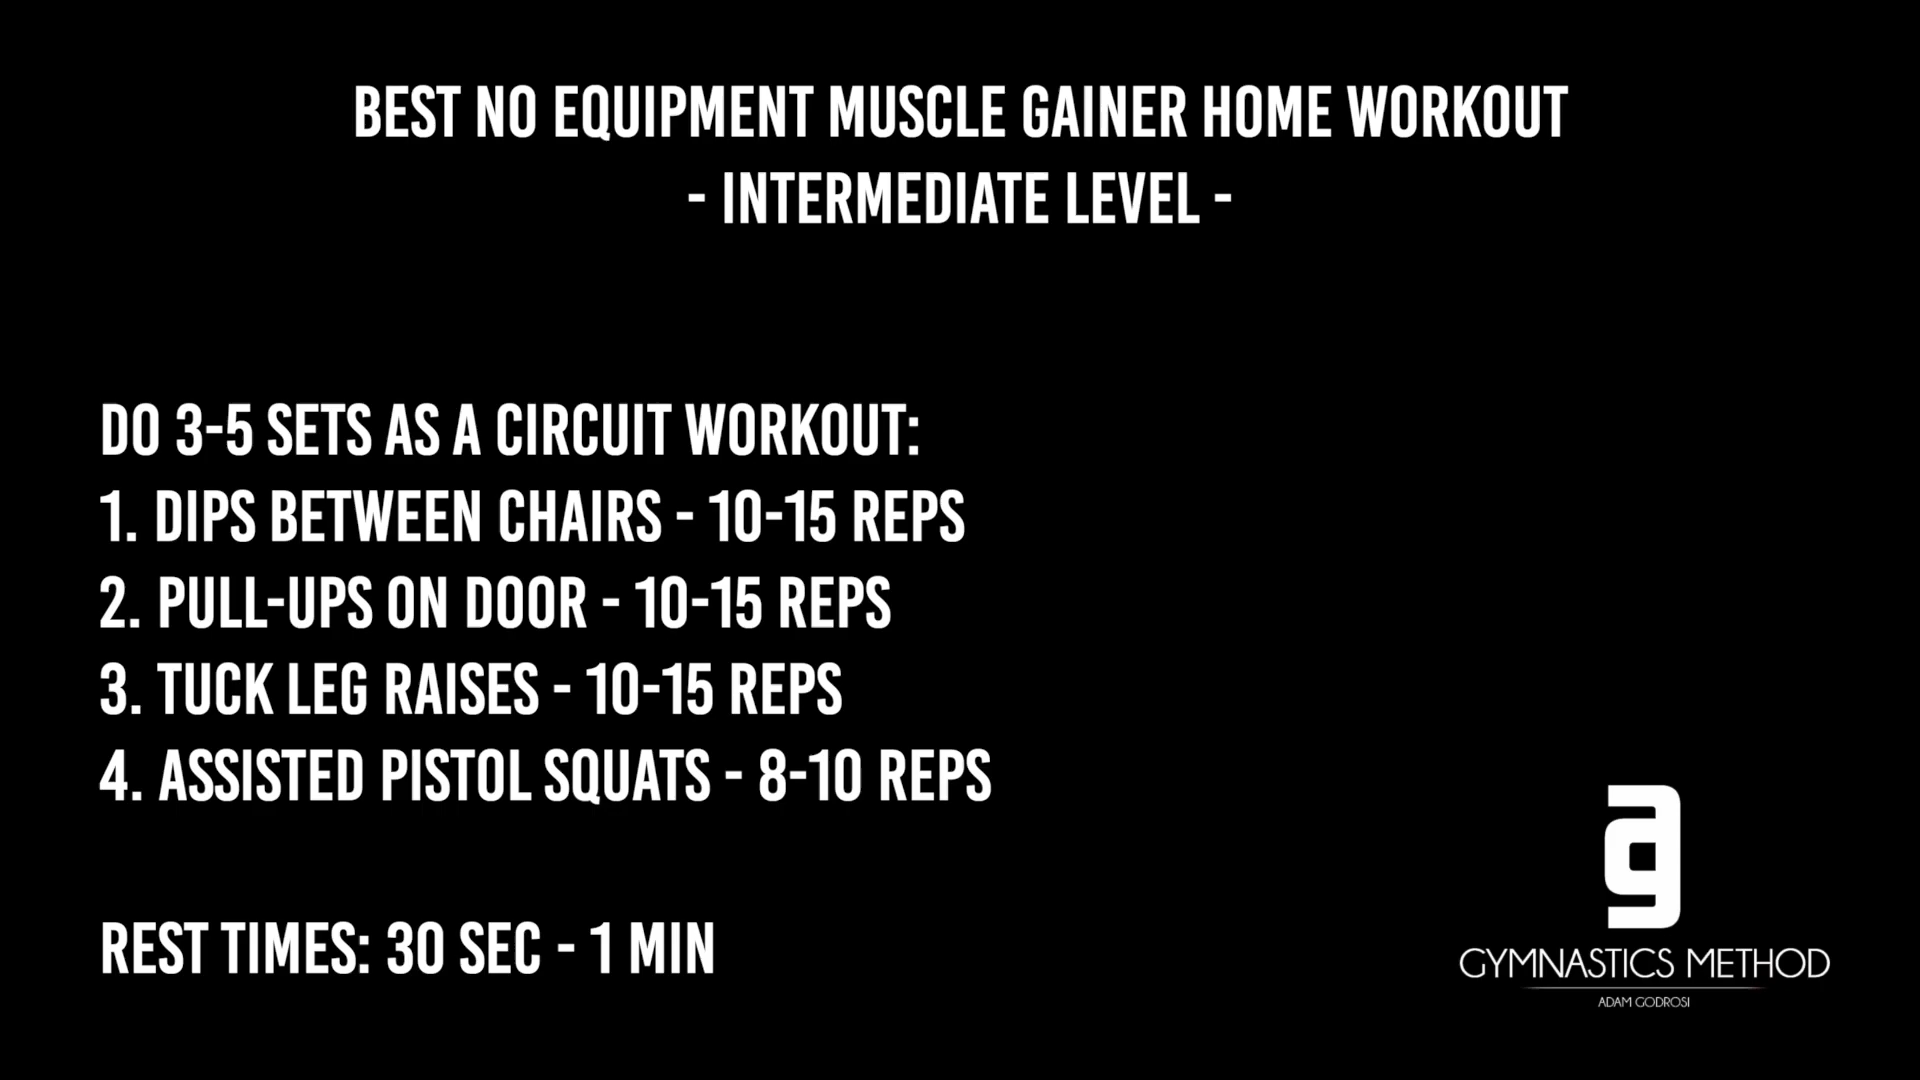 BEST NO EQUIPMENT MUSCLE GAINER HOME WORKOUT
- INTERMEDIATE LEVEL -
DO 3-5 SETS AS A CIRCUIT WORKOUT:
1. DIPS BETWEEN CHAIRS - 10-15 REPS
2. PULL-UPS ON DOOR - 10-15 REPS
3. TUCK LEG RAISES - 10-15 REPS
4. ASSISTED PISTOL SQUATS - 8-10 REPS
REST TIMES: 30 SEC - 1 MIN
ag
GYMNASTICS METHOD
ADAM GODROSI